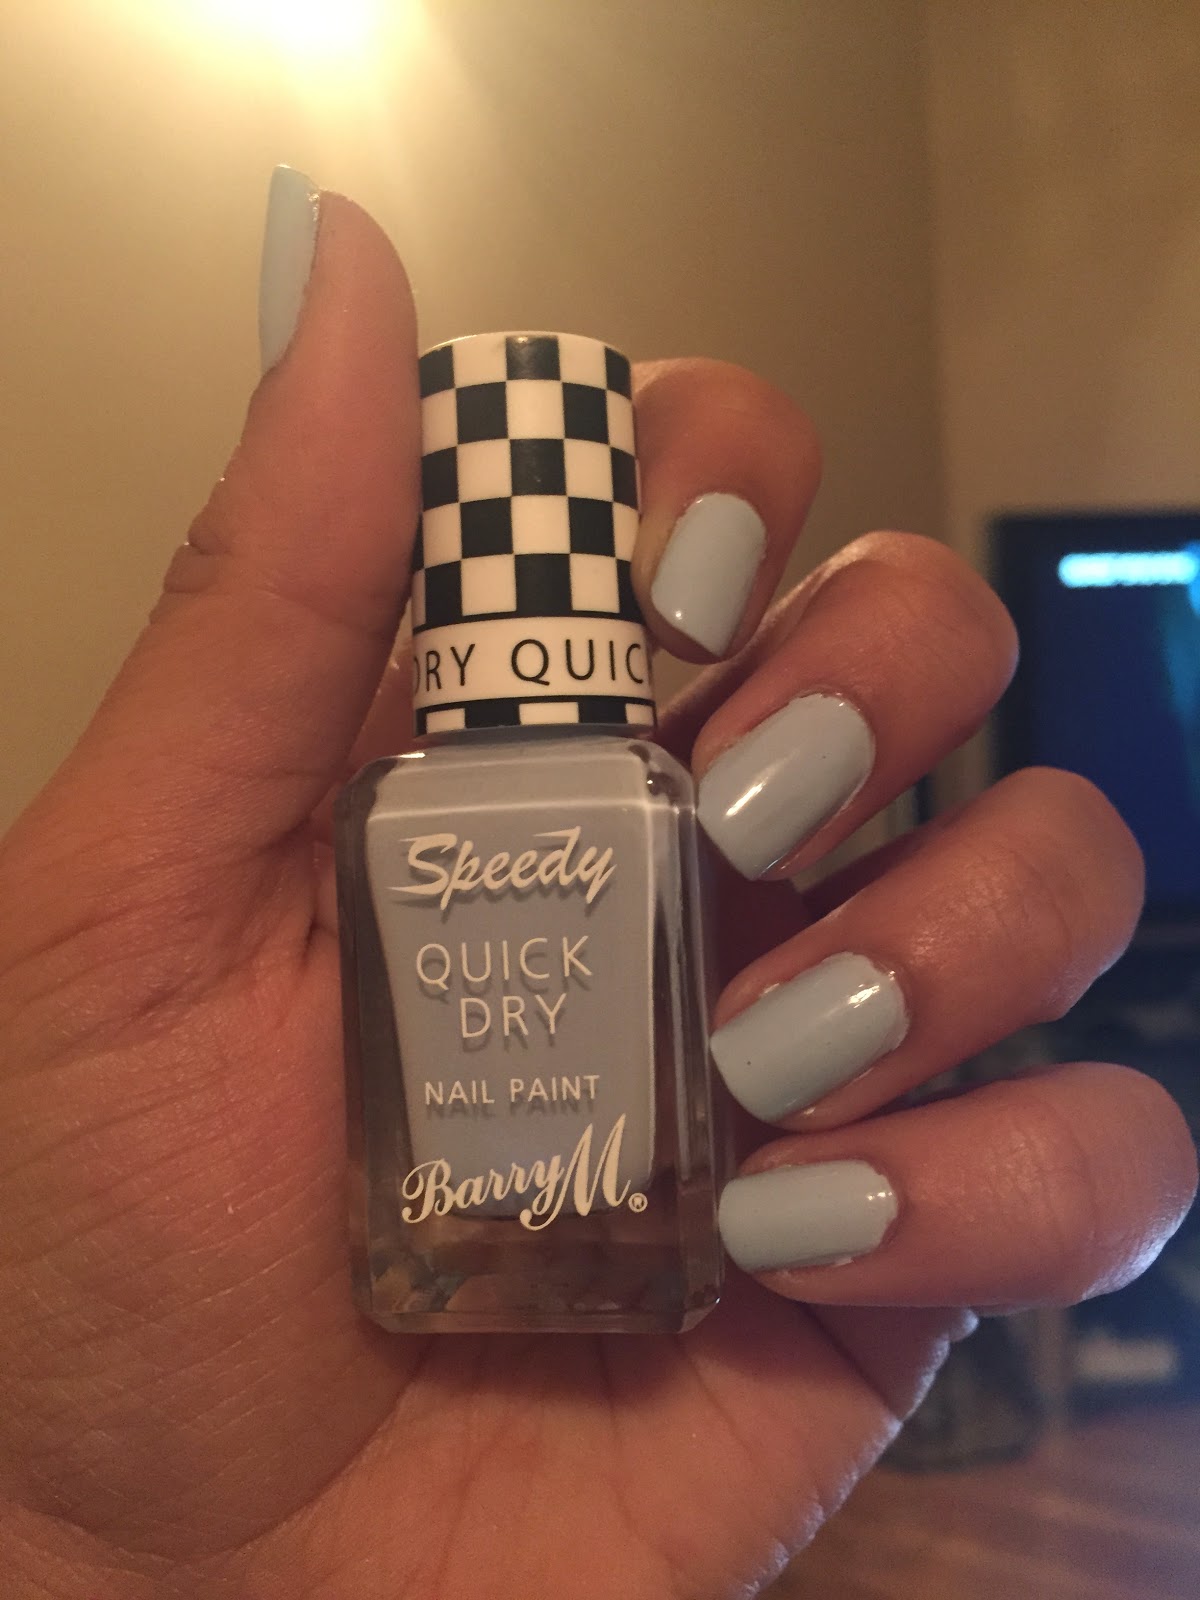 DRY QUIC
Speedy
QUICK
DRY
NAIL PAINT
Barry M®